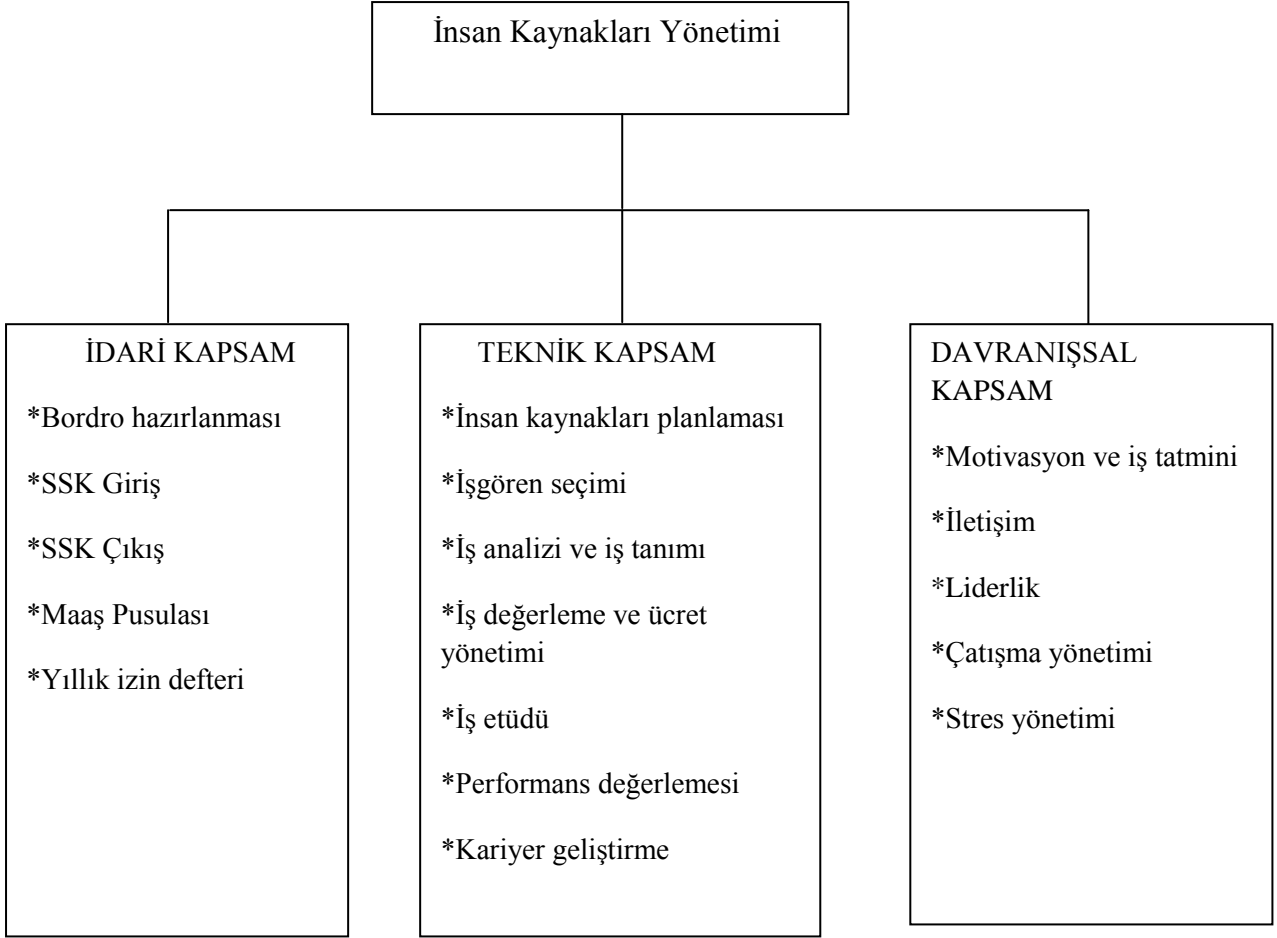 İnsan Kaynakları Yönetimi
İDARİ KAPSAM
*Bordro hazırlanması
*SSK Giriş
*SSK Çıkış
*Maaş Pusulası
*Yıllık izin defteri
TEKNİK KAPSAM
*İnsan kaynakları planlaması
*İşgören seçimi
*İş analizi ve iş tanımı
*İş değerleme ve ücret
yönetimi
*İş etüdü
*Performans değerlemesi
*Kariyer geliştirme
DAVRANIŞSAL
KAPSAM
*Motivasyon ve iş tatmini
*İletişim
*Liderlik
*Çatışma yönetimi
*Stres yönetimi